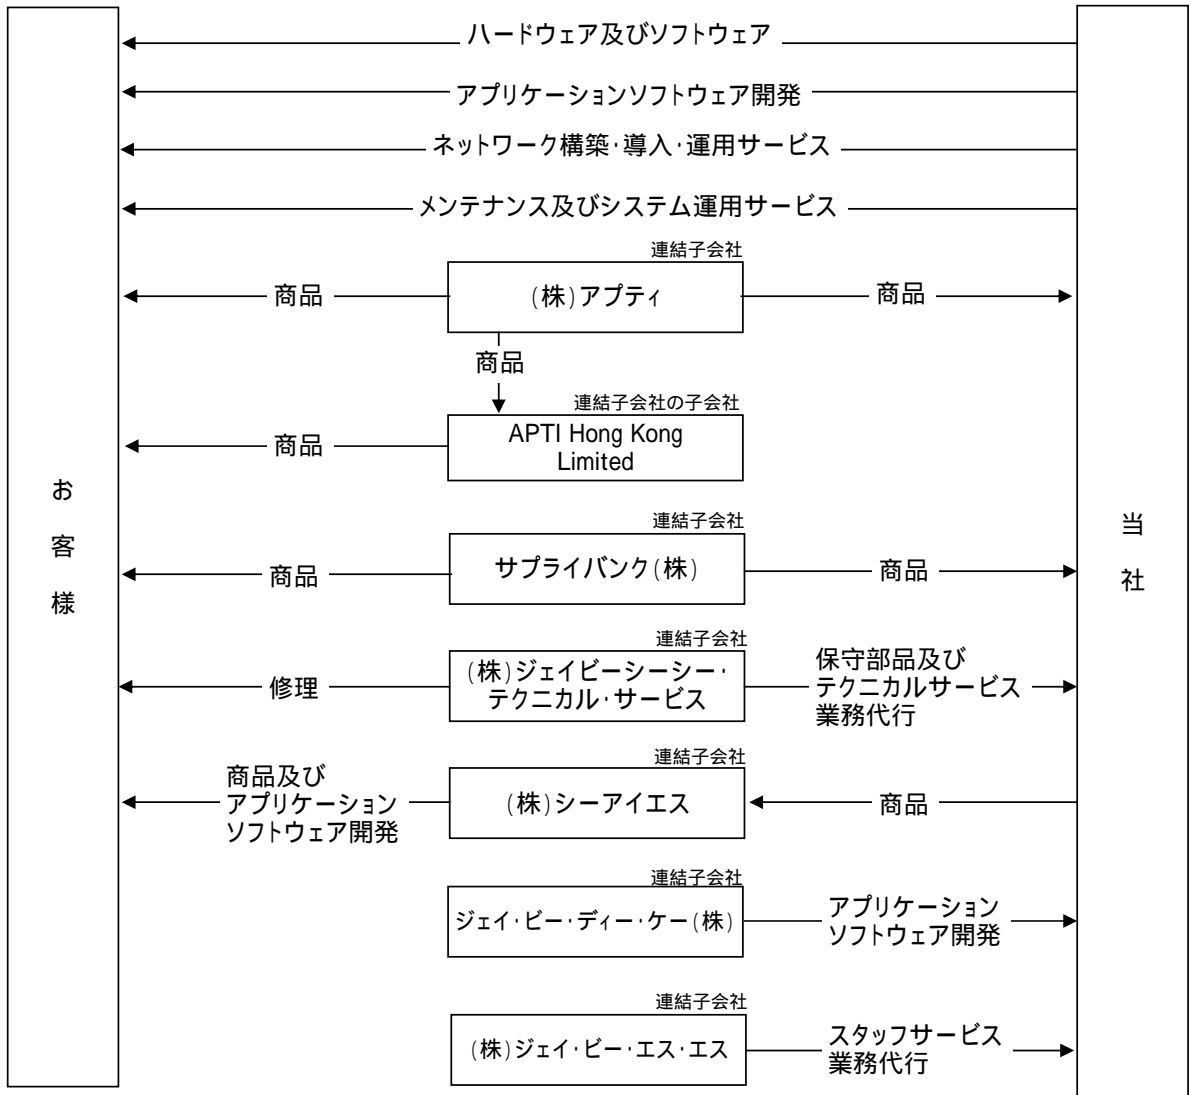 ハードウェア及びソフトウェア
アプリケーションソフトウェア開発
ネットワーク構築・導入・運用サービス
メンテナンス及びシステム運用サービス
連結子会社
商品
(株)アプティ
商品
商品
連結子会社の子会社
商品
APTI Hong Kong
Limited
連結子会社
商品
サプライバンク(株)
商品
連結子会社
修理
(株)ジェイビーシーシー・
テクニカル・サービス
保守部品及び
テクニカルサービス
業務代行
連結子会社
商品及び
アプリケーション
ソフトウェア開発
(株)シーアイエス
商品
連結子会社
ジェイ・ビー・ディー・ケー(株)
アプリケーション
ソフトウェア開発
連結子会社
(株)ジェイ・ビー・エス・エス
スタッフサービス
業務代行
お客様
当社